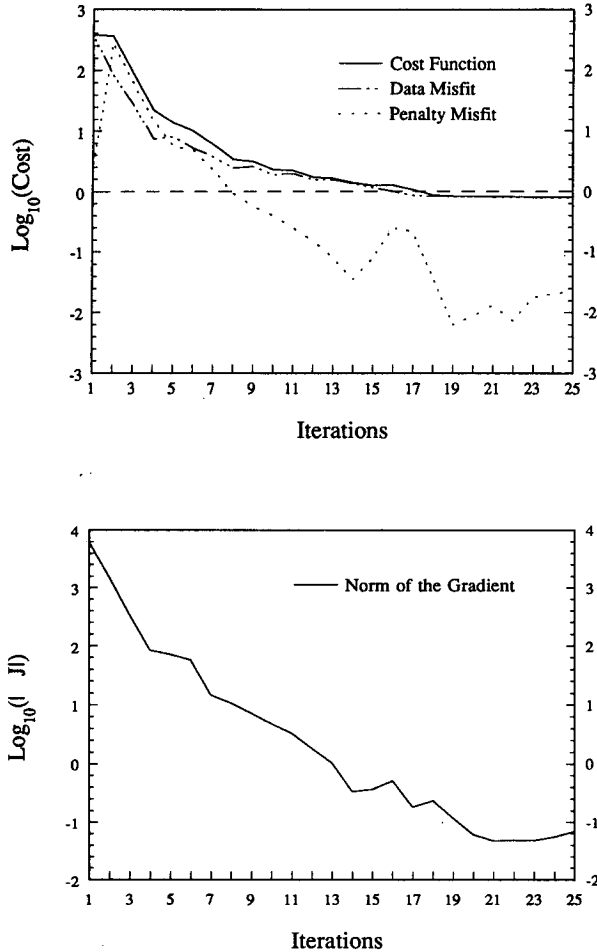 3
3
2
2
1
1
0
0
-1
-1
-2
-2
-3
-3
Cost Function
Data Misfit
Penalty Misfit
Log10(Cost)
1 3 5 7 9 11 13 15 17 19 21 23 25
Iterations
4
4
3
3
2
2
1
1
0
0
-1
-1
-2
-2
Norm of the Gradient
Log10(| J|)
1 3 5 7 9 11 13 15 17 19 21 23 25
Iterations